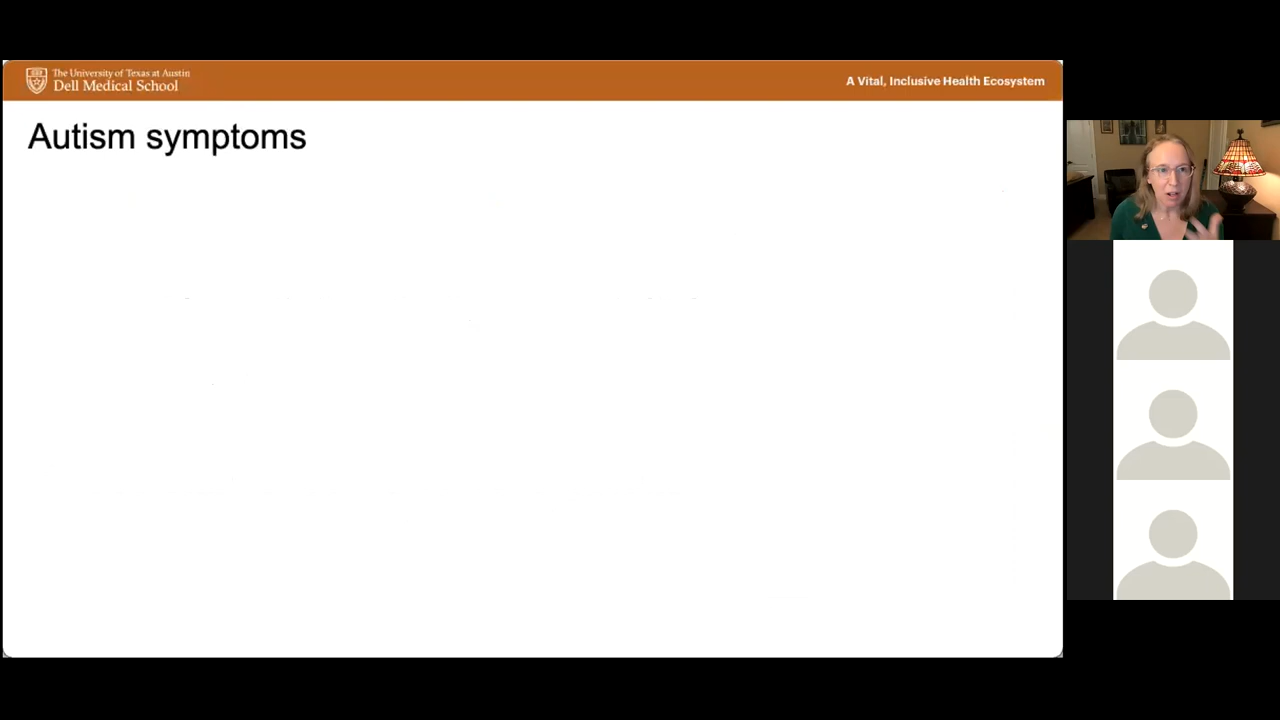 The University of Texas at Austin
Dell Medical School
A Vital, Inclusive Health Ecosystem
Autism symptoms